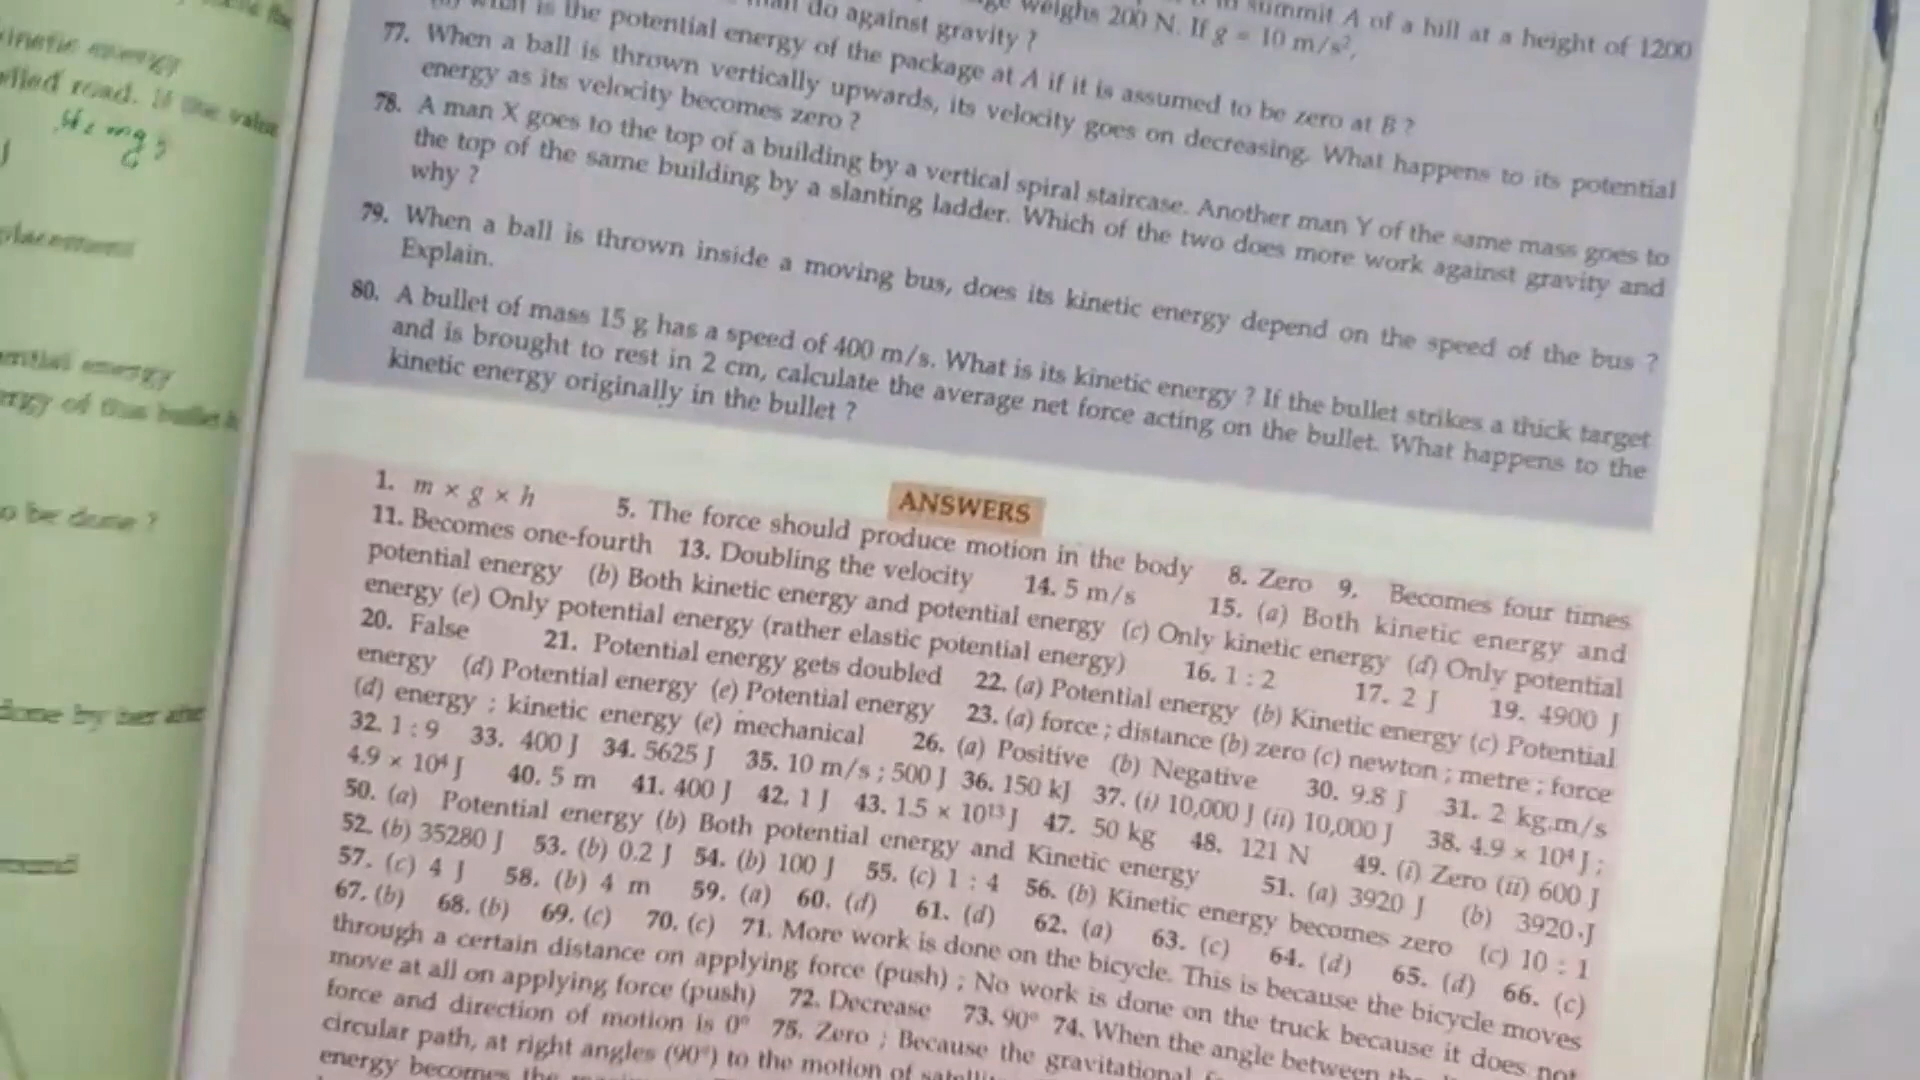 summit A of a hill at a height of 1200
weighs 200 N. If g = 10 m/s²,
do against gravity ?
is the potential energy of the package at A if it is assumed to be zero at B ?
77. When a ball is thrown vertically upwards, its velocity goes on decreasing. What happens to its potential
energy as its velocity becomes zero ?
78. A man X goes to the top of a building by a vertical spiral staircase. Another man Y of the same mass goes to
the top of the same building by a slanting ladder. Which of the two does more work against gravity and
why ?
79. When a ball is thrown inside a moving bus, does its kinetic energy depend on the speed of the bus ?
Explain.
80. A bullet of mass 15 g has a speed of 400 m/s. What is its kinetic energy ? If the bullet strikes a thick target
and is brought to rest in 2 cm, calculate the average net force acting on the bullet. What happens to the
kinetic energy originally in the bullet ?
ANSWERS
1. m × g × h 5. The force should produce motion in the body 8. Zero 9. Becomes four times
11. Becomes one-fourth 13. Doubling the velocity 14. 5 m/s 15. (a) Both kinetic energy and
potential energy (b) Both kinetic energy and potential energy (c) Only kinetic energy (d) Only potential
energy (e) Only potential energy (rather elastic potential energy) 16. 1 : 2 17. 2 J 19. 4900 J
20. False 21. Potential energy gets doubled 22. (a) Potential energy (b) Kinetic energy (c) Potential
energy (d) Potential energy (e) Potential energy 23. (a) force ; distance (b) zero (c) newton ; metre ; force
(d) energy ; kinetic energy (e) mechanical 26. (a) Positive (b) Negative 30. 9.8 J 31. 2 kg.m/s
32. 1 : 9 33. 400 J 34. 5625 J 35. 10 m/s ; 500 J 36. 150 kJ 37. (i) 10,000 J (ii) 10,000 J 38. 4.9 × 10⁴ J ;
4.9 × 10⁴ J 40. 5 m 41. 400 J 42. 1 J 43. 1.5 × 10¹³ J 47. 50 kg 48. 121 N 49. (i) Zero (ii) 600 J
50. (a) Potential energy (b) Both potential energy and Kinetic energy 51. (a) 3920 J (b) 3920 J
52. (b) 35280 J 53. (b) 0.2 J 54. (b) 100 J 55. (c) 1 : 4 56. (b) Kinetic energy becomes zero (c) 10 : 1
57. (c) 4 J 58. (b) 4 m 59. (a) 60. (d) 61. (d) 62. (a) 63. (c) 64. (d) 65. (d) 66. (c)
67. (b) 68. (b) 69. (c) 70. (c) 71. More work is done on the bicycle. This is because the bicycle moves
through a certain distance on applying force (push) ; No work is done on the truck because it does not
move at all on applying force (push) 72. Decrease 73. 90° 74. When the angle between the
force and direction of motion is 0° 75. Zero ; Because the gravitational
circular path, at right angles (90°) to the motion of
energy becomes the